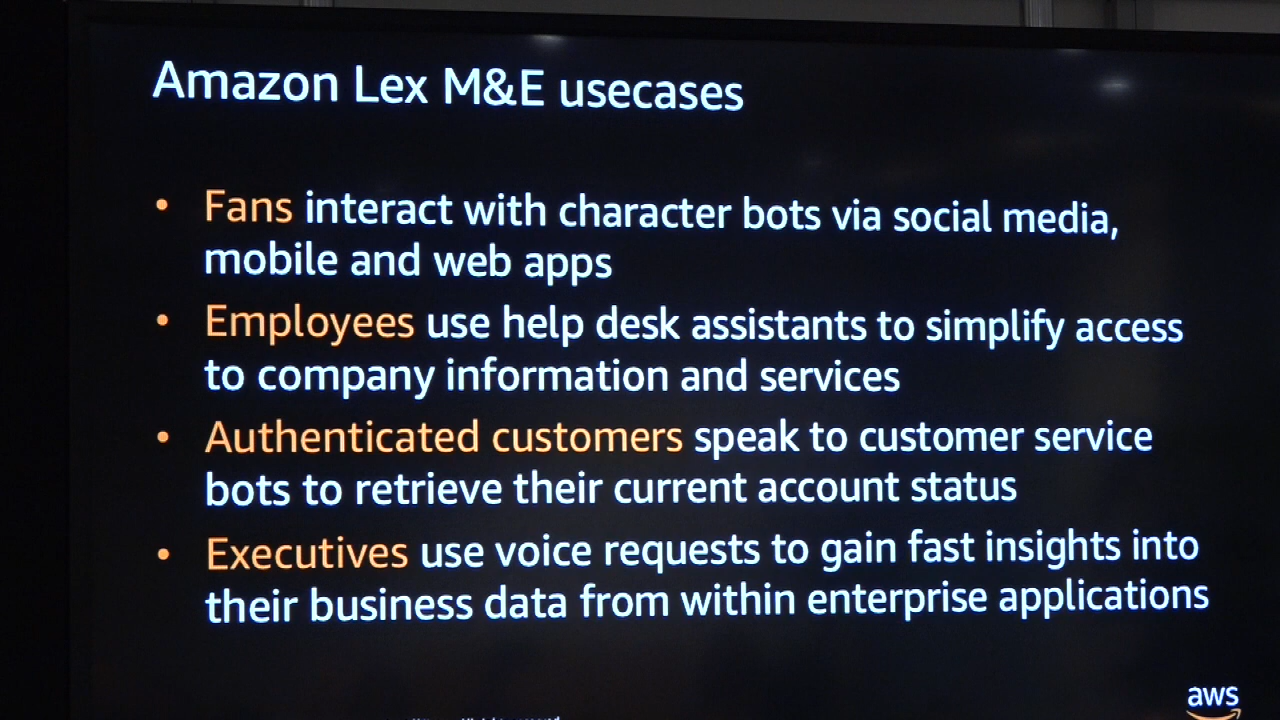 Amazon Lex M&E usecases
• Fans interact with character bots via social media,
mobile and web apps
• Employees use help desk assistants to simplify access
to company information and services
• Authenticated customers speak to customer service
bots to retrieve their current account status
• Executives use voice requests to gain fast insights into
their business data from within enterprise applications
aws